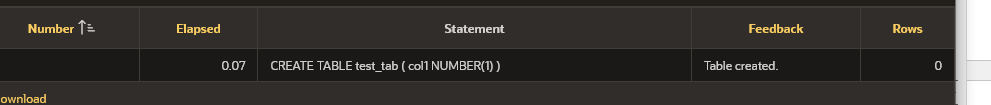 Number Elapsed Statement Feedback Rows
0.07 CREATE TABLE test_tab ( col1 NUMBER(1) ) Table created. 0
ownload